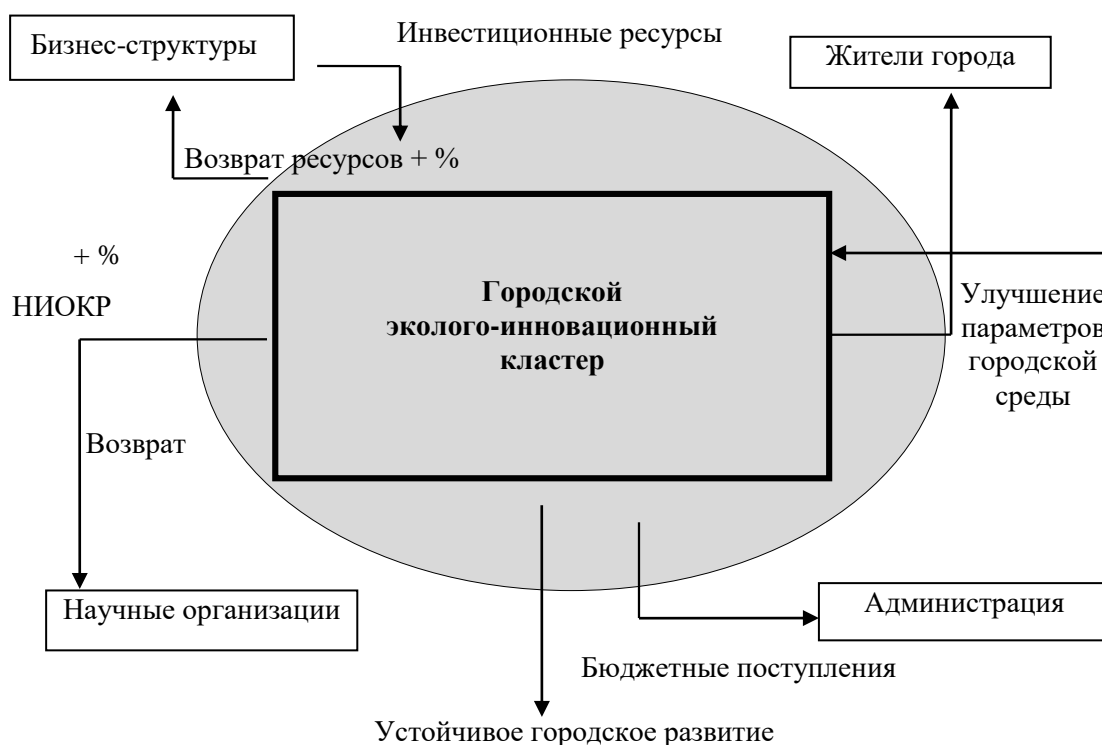 Бизнес-структуры
Инвестиционные ресурсы
Жители города
Возврат ресурсов + %
+ %
НИОКР
Городской
эколого-инновационный
кластер
Улучшение
параметров
городской
среды
Возврат
Научные организации
Администрация
Бюджетные поступления
Устойчивое городское развитие